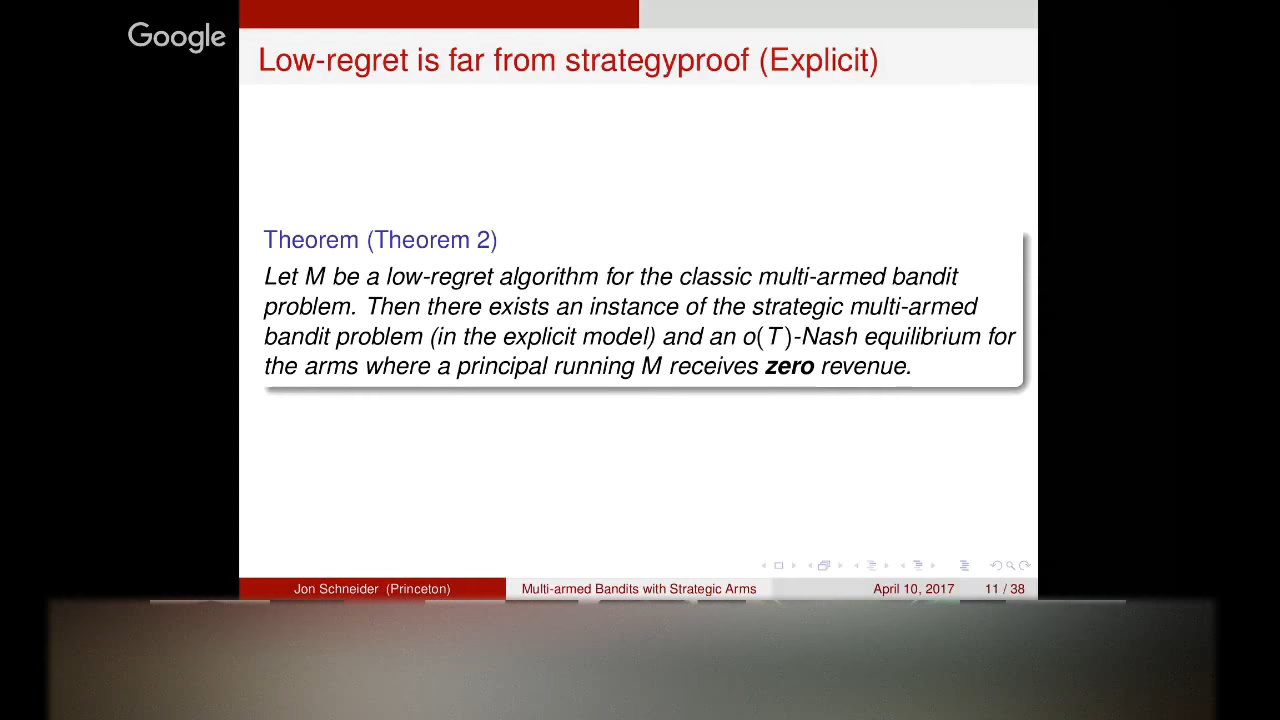 Google
Low-regret is far from strategyproof (Explicit)
Theorem (Theorem 2)
Let M be a low-regret algorithm for the classic multi-armed bandit
problem. Then there exists an instance of the strategic multi-armed
bandit problem (in the explicit model) and an o(T)-Nash equilibrium for
the arms where a principal running M receives zero revenue.
Jon Schneider (Princeton) Multi-armed Bandits with Strategic Arms April 10, 2017 11 / 38